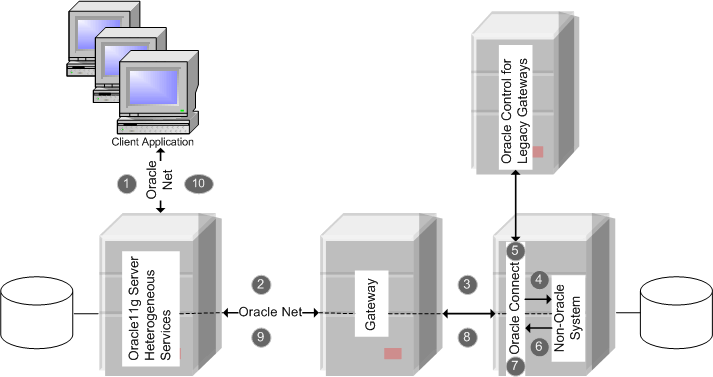 Client Application
Oracle
Net
1
10
Oracle Control for
Legacy Gateways
Oracle11g Server
Heterogeneous
Services
2
Oracle Net
9
Gateway
3
8
Oracle Connect
5
4
6
7
Non-Oracle
System